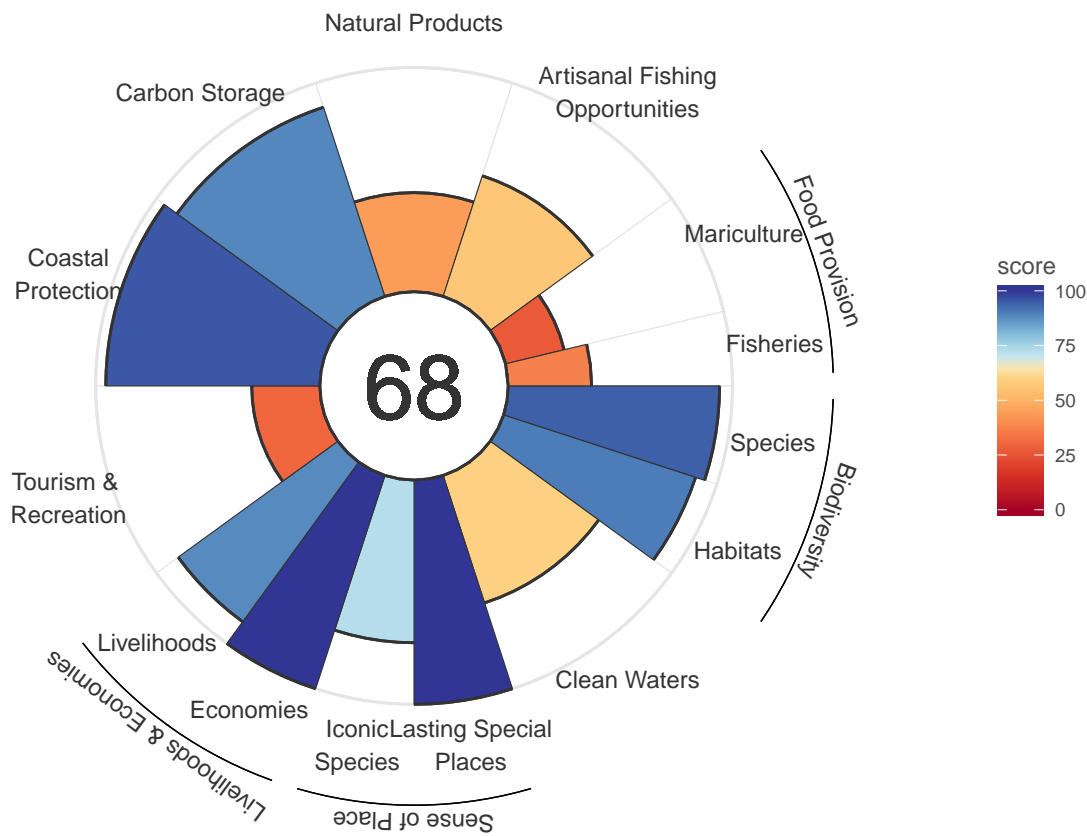 Natural Products
Artisanal Fishing
Opportunities
Carbon Storage
Food Provision
Mariculture
Coastal
Protection
Fisheries
score
100
75
50
25
0
68
Species
Biodiversity
Habitats
Tourism &
Recreation
Livelihoods
Clean Waters
Economies
Livelihoods & Economies
Iconic
Species
Lasting Special
Places
Sense of Place